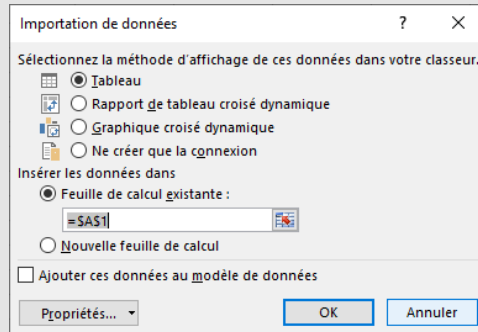 Importation de données ? ×
Sélectionnez la méthode d'affichage de ces données dans votre classeur.
Tableau
Rapport de tableau croisé dynamique
Graphique croisé dynamique
Ne créer que la connexion
Insérer les données dans
Feuille de calcul existante :
=$A$1
Nouvelle feuille de calcul
Ajouter ces données au modèle de données
Propriétés... OK Annuler